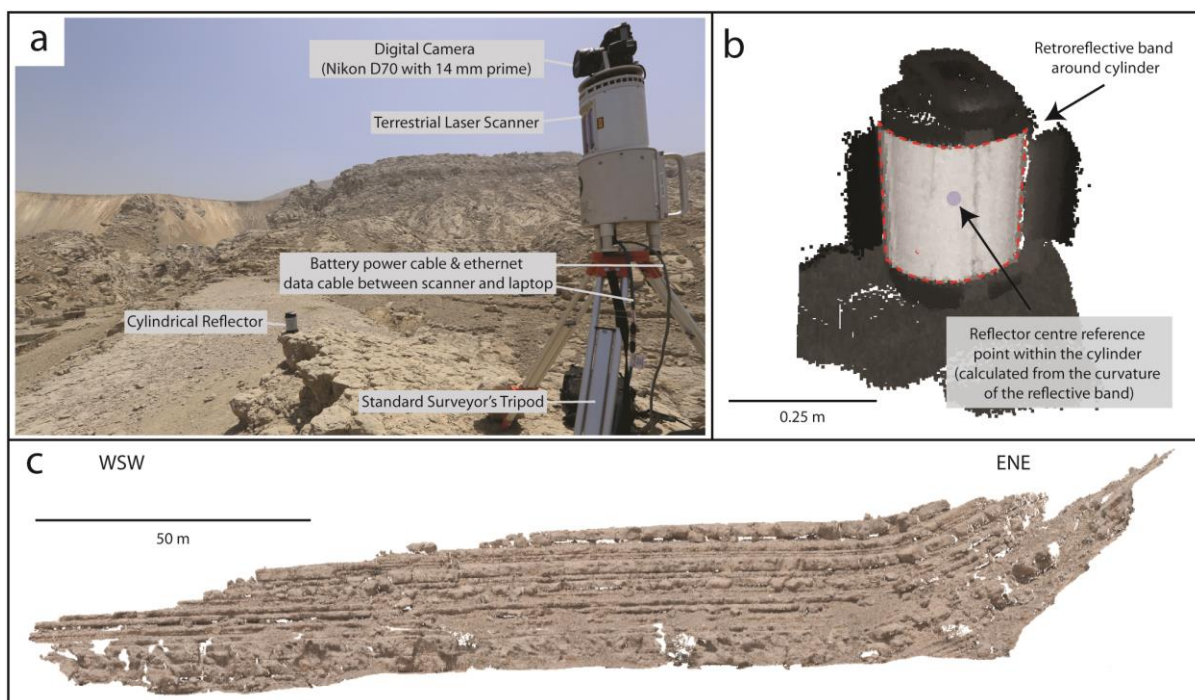 a
Digital Camera
(Nikon D70 with 14 mm prime)
Terrestrial Laser Scanner
Battery power cable & ethernet
data cable between scanner and laptop
Cylindrical Reflector
Standard Surveyor's Tripod
b
Retroreflective band
around cylinder
Reflector centre reference
point within the cylinder
(calculated from the curvature
of the reflective band)
0.25 m
c
WSW
ENE
50 m